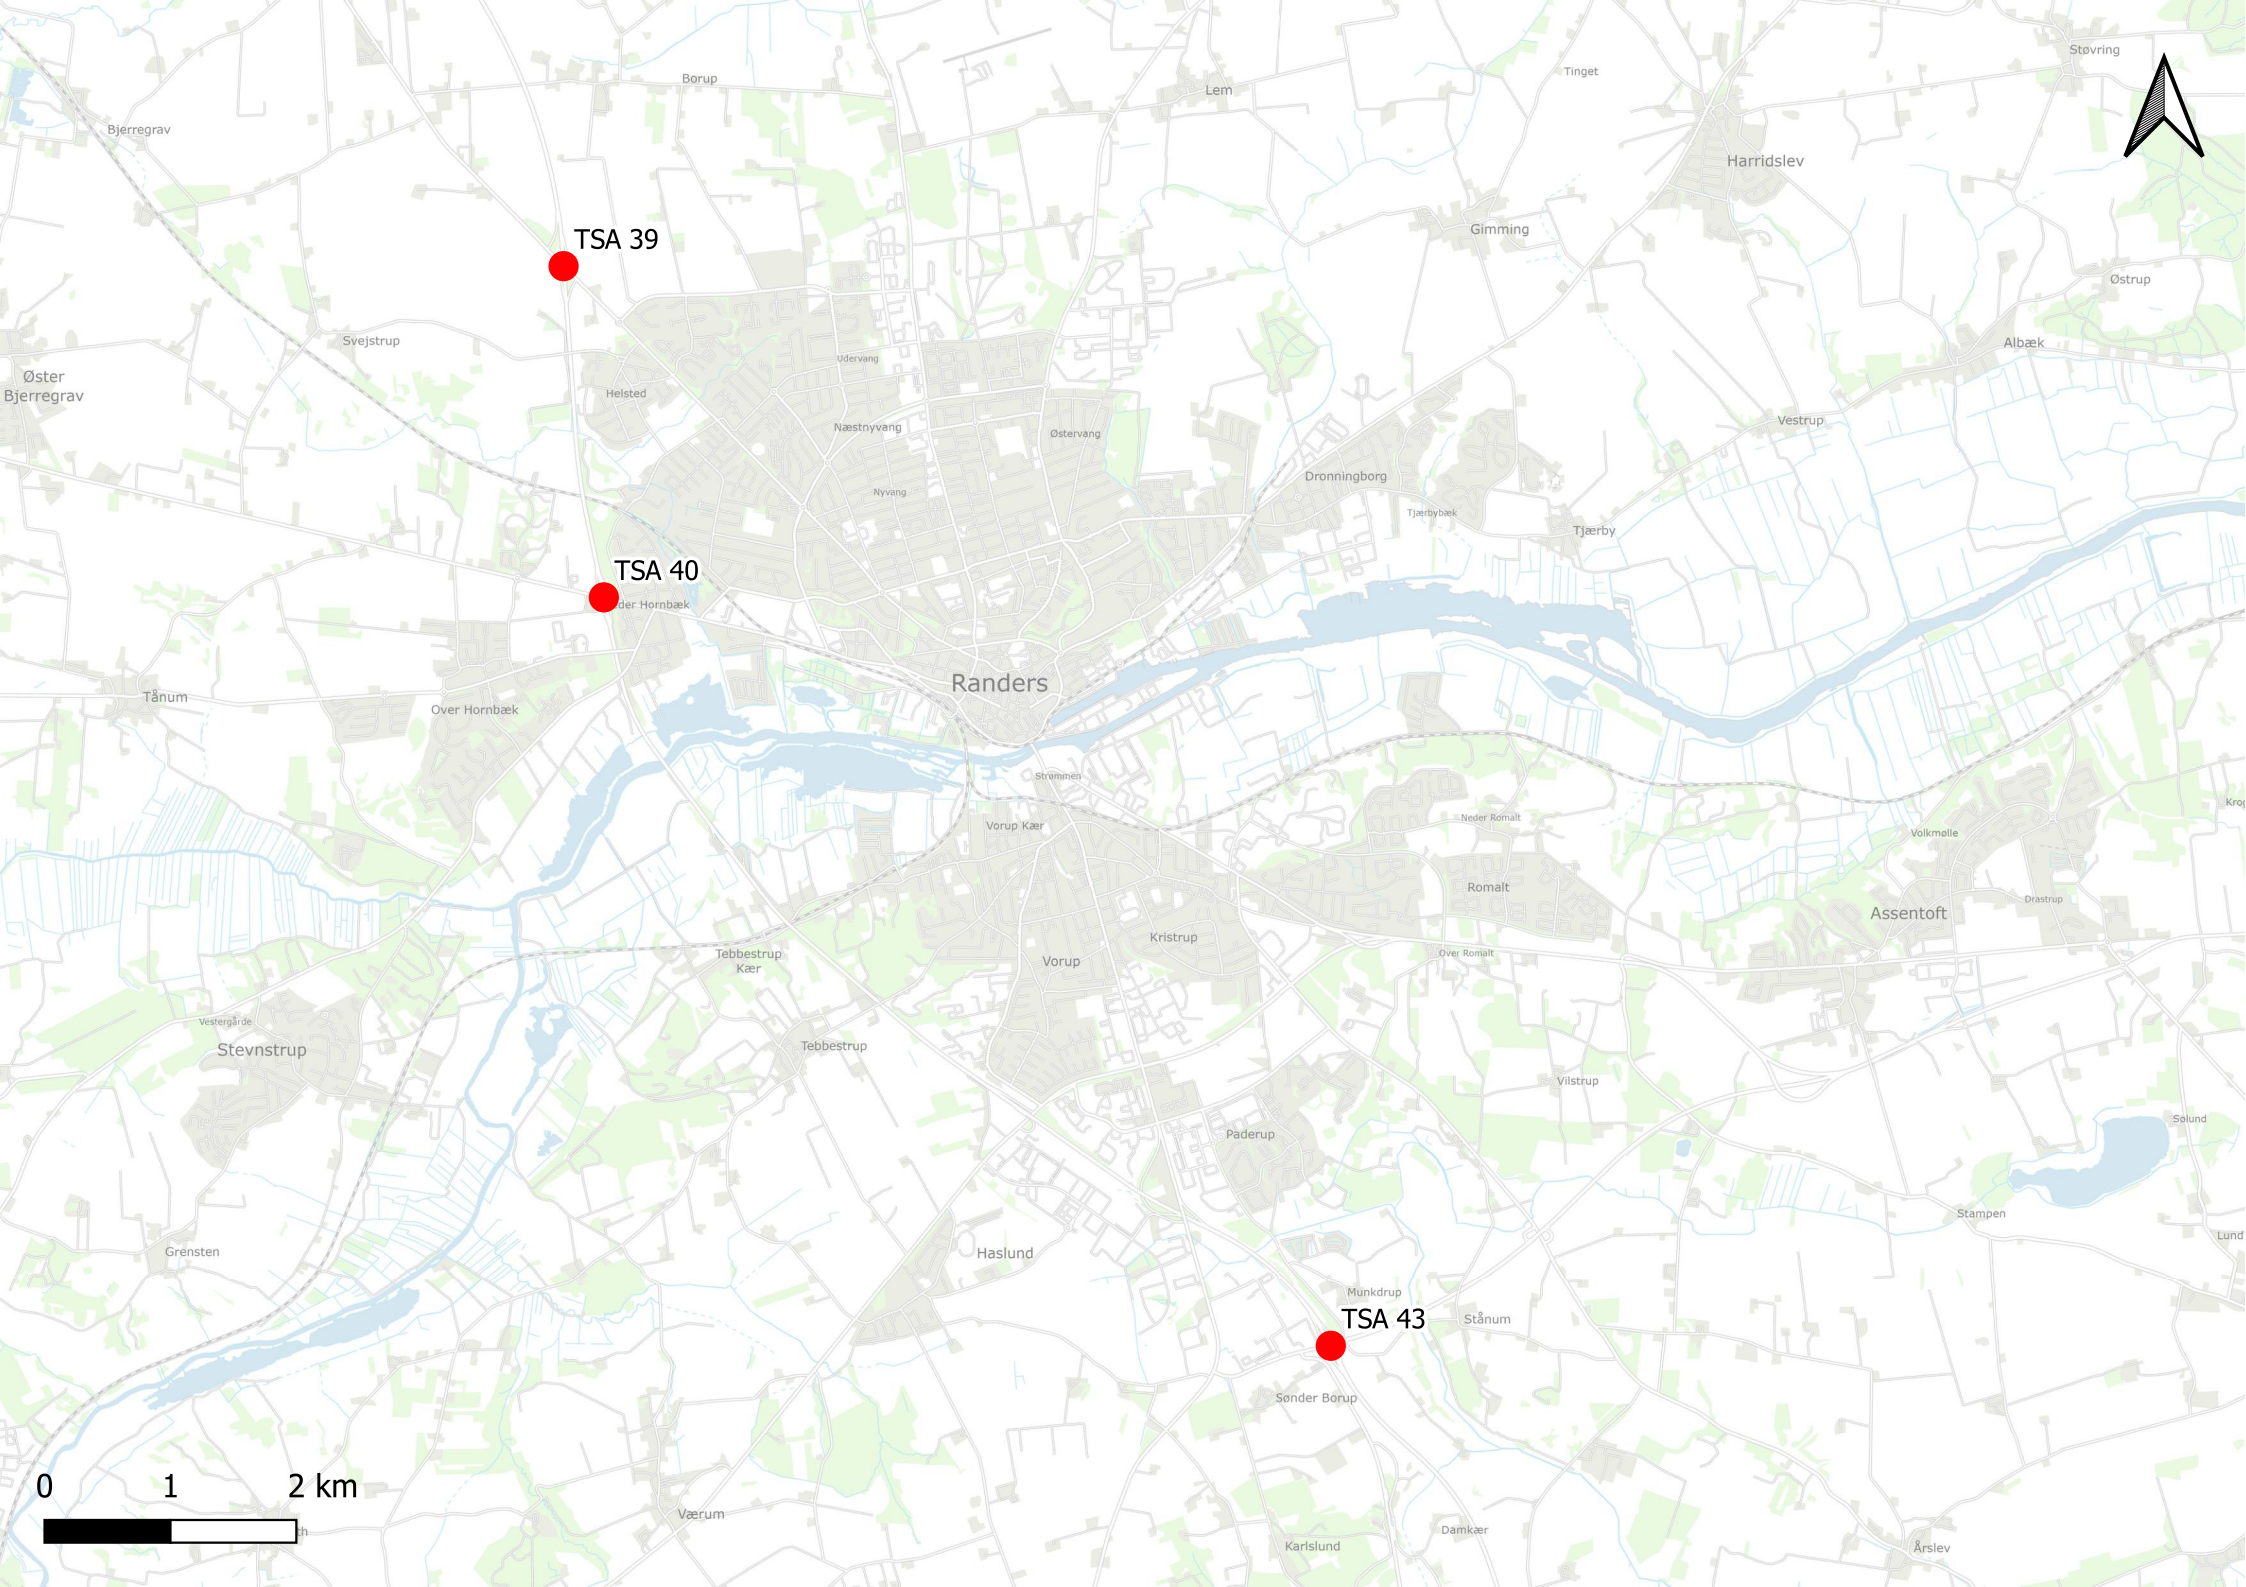 Støvring
Borup
Tinget
Lem
Bjerregrav
Harridslev
Gimming
TSA 39
Østrup
Svejstrup
Albæk
Udervang
Øster
Bjerregrav
Helsted
Vestrup
Næstnyvang
Østervang
Dronningborg
Nyvang
Tjærbybæk
Tjærby
TSA 40
der Hornbæk
Randers
Tånum
Over Hornbæk
Strømmen
Krog
Neder Romalt
Vorup Kær
Volkmølle
Romalt
Drastrup
Assentoft
Kristrup
Tebbestrup
Kær
Over Romalt
Vorup
Vestergårde
Tebbestrup
Stevnstrup
Vilstrup
Solund
Paderup
Stampen
Lund
Grensten
Haslund
Munkdrup
TSA 43
Stånum
Sønder Borup
0 1 2 km
Værum
Damkær
th
Karlslund
Årslev